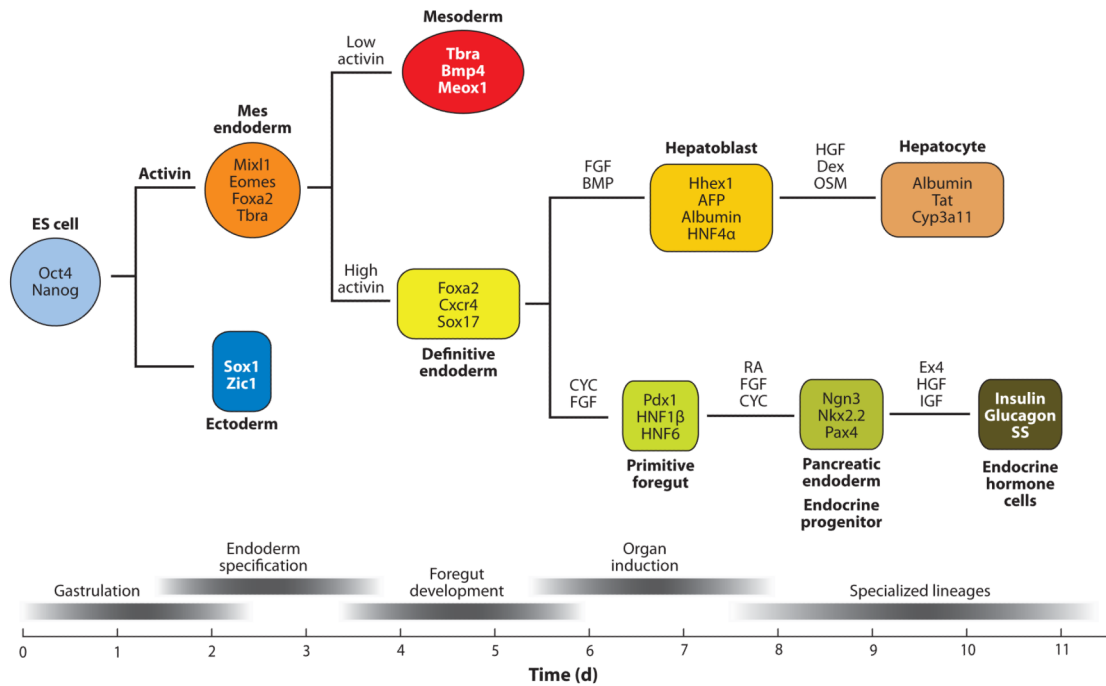 Mesoderm
Low
activin
Tbra
Bmp4
Meox1
Mes
endoderm
Activin
Mixl1
Eomes
Foxa2
Tbra
ES cell
Oct4
Nanog
Sox1
Zic1
Ectoderm
High
activin
Foxa2
Cxcr4
Sox17
Definitive
endoderm
FGF
BMP
Hepatoblast
Hhex1
AFP
Albumin
HNF4α
HGF
Dex
OSM
Hepatocyte
Albumin
Tat
Cyp3a11
CYC
FGF
Pdx1
HNF1β
HNF6
Primitive
foregut
RA
FGF
CYC
Ngn3
Nkx2.2
Pax4
Pancreatic
endoderm
Endocrine
progenitor
Ex4
HGF
IGF
Insulin
Glucagon
SS
Endocrine
hormone
cells
Gastrulation
Endoderm
specification
Foregut
development
Organ
induction
Specialized lineages
0 1 2 3 4 5 6 7 8 9 10 11
Time (d)